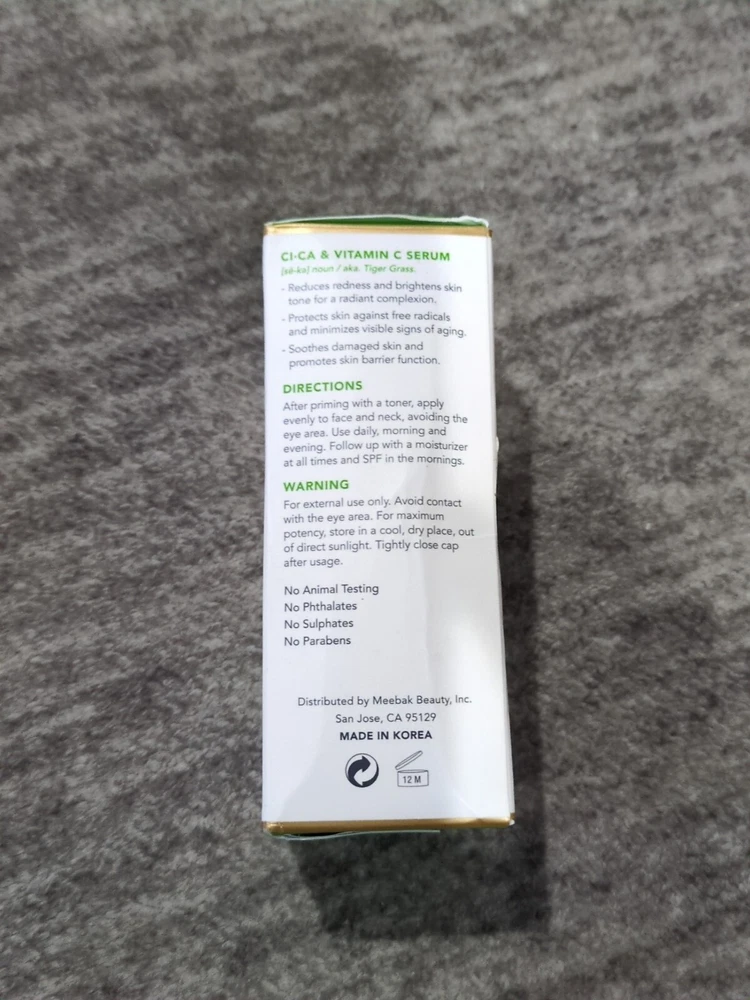 CI-CA & VITAMIN C SERUM
[sē-kə] noun / aka. Tiger Grass.
- Reduces redness and brightens skin
tone for a radiant complexion.
- Protects skin against free radicals
and minimizes visible signs of aging.
- Soothes damaged skin and
promotes skin barrier function.
DIRECTIONS
After priming with a toner, apply
evenly to face and neck, avoiding the
eye area. Use daily, morning and
evening. Follow up with a moisturizer
at all times and SPF in the mornings.
WARNING
For external use only. Avoid contact
with the eye area. For maximum
potency, store in a cool, dry place, out
of direct sunlight. Tightly close cap
after usage.
No Animal Testing
No Phthalates
No Sulphates
No Parabens
Distributed by Meebak Beauty, Inc.
San Jose, CA 95129
MADE IN KOREA
12 M